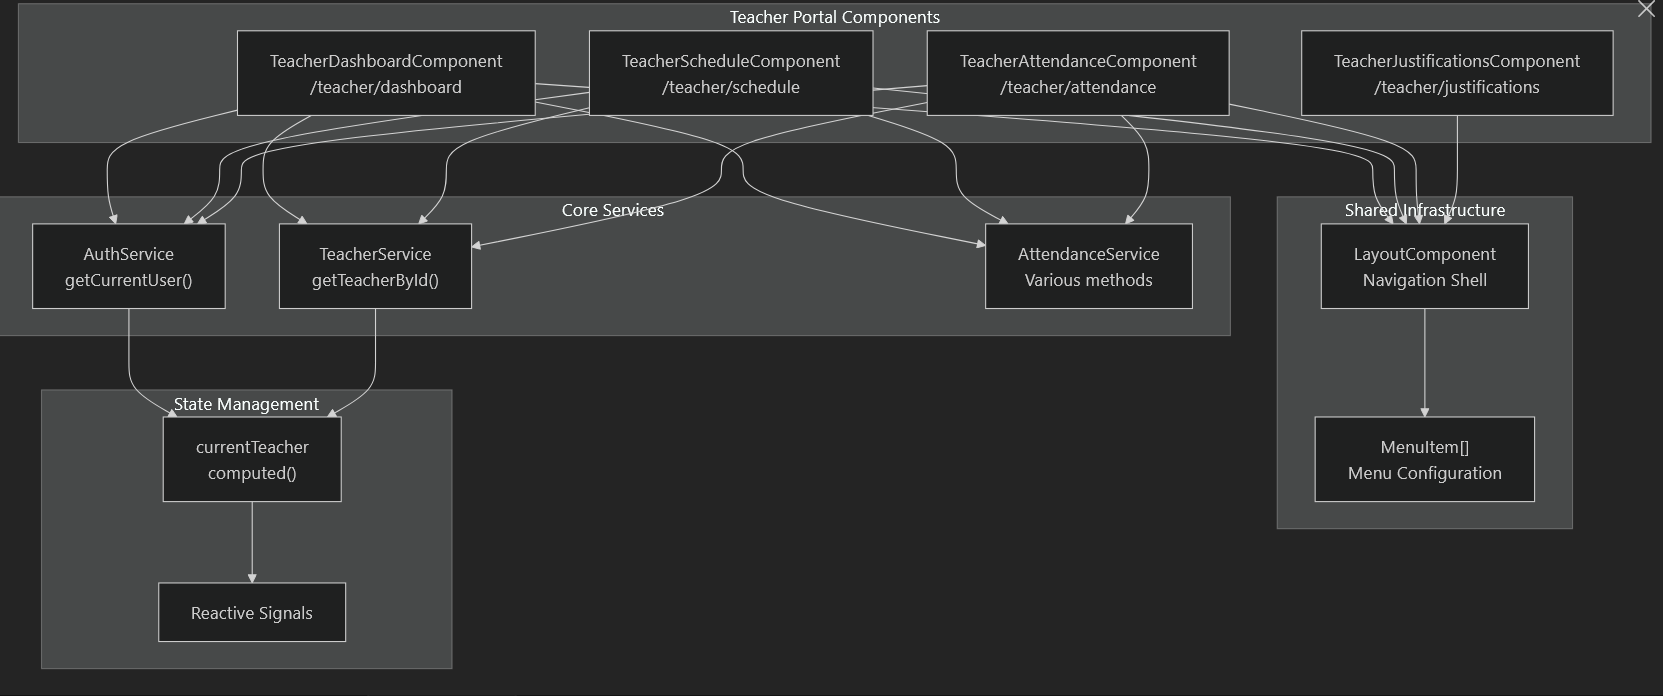 Teacher Portal Components
TeacherDashboardComponent
/teacher/dashboard
TeacherScheduleComponent
/teacher/schedule
TeacherAttendanceComponent
/teacher/attendance
TeacherJustificationsComponent
/teacher/justifications
Core Services
AuthService
getCurrentUser()
TeacherService
getTeacherById()
AttendanceService
Various methods
Shared Infrastructure
LayoutComponent
Navigation Shell
State Management
currentTeacher
computed()
MenuItem[]
Menu Configuration
Reactive Signals